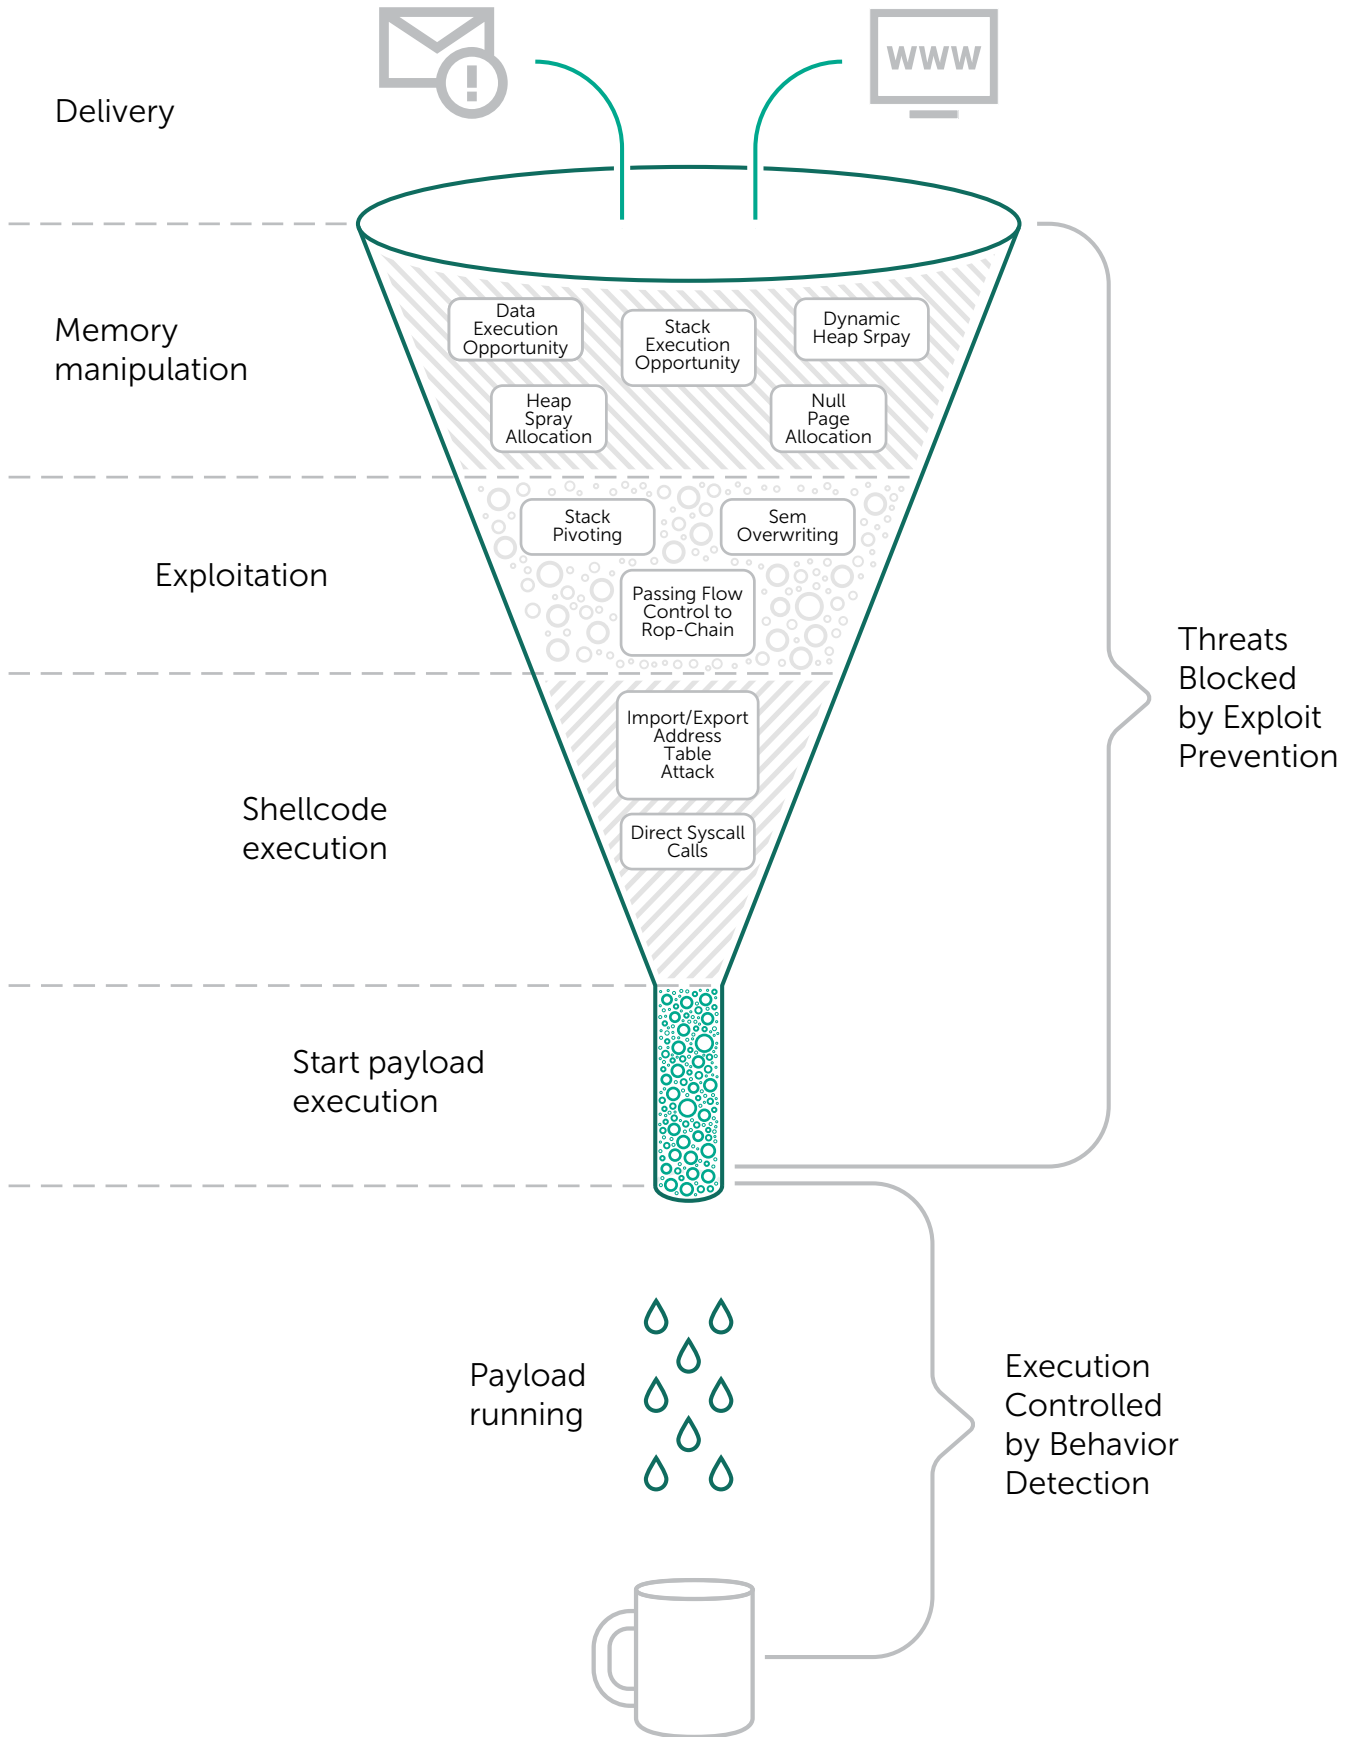 WWW
Delivery
Memory
manipulation
Data
Execution
Opportunity
Stack
Execution
Opportunity
Dynamic
Heap Srpay
Heap
Spray
Allocation
Null
Page
Allocation
Exploitation
Stack
Pivoting
Sem
Overwriting
Passing Flow
Control to
Rop-Chain
Threats
Blocked
by Exploit
Prevention
Shellcode
execution
Import/Export
Address
Table
Attack
Direct Syscall
Calls
Start payload
execution
Payload
running
Execution
Controlled
by Behavior
Detection